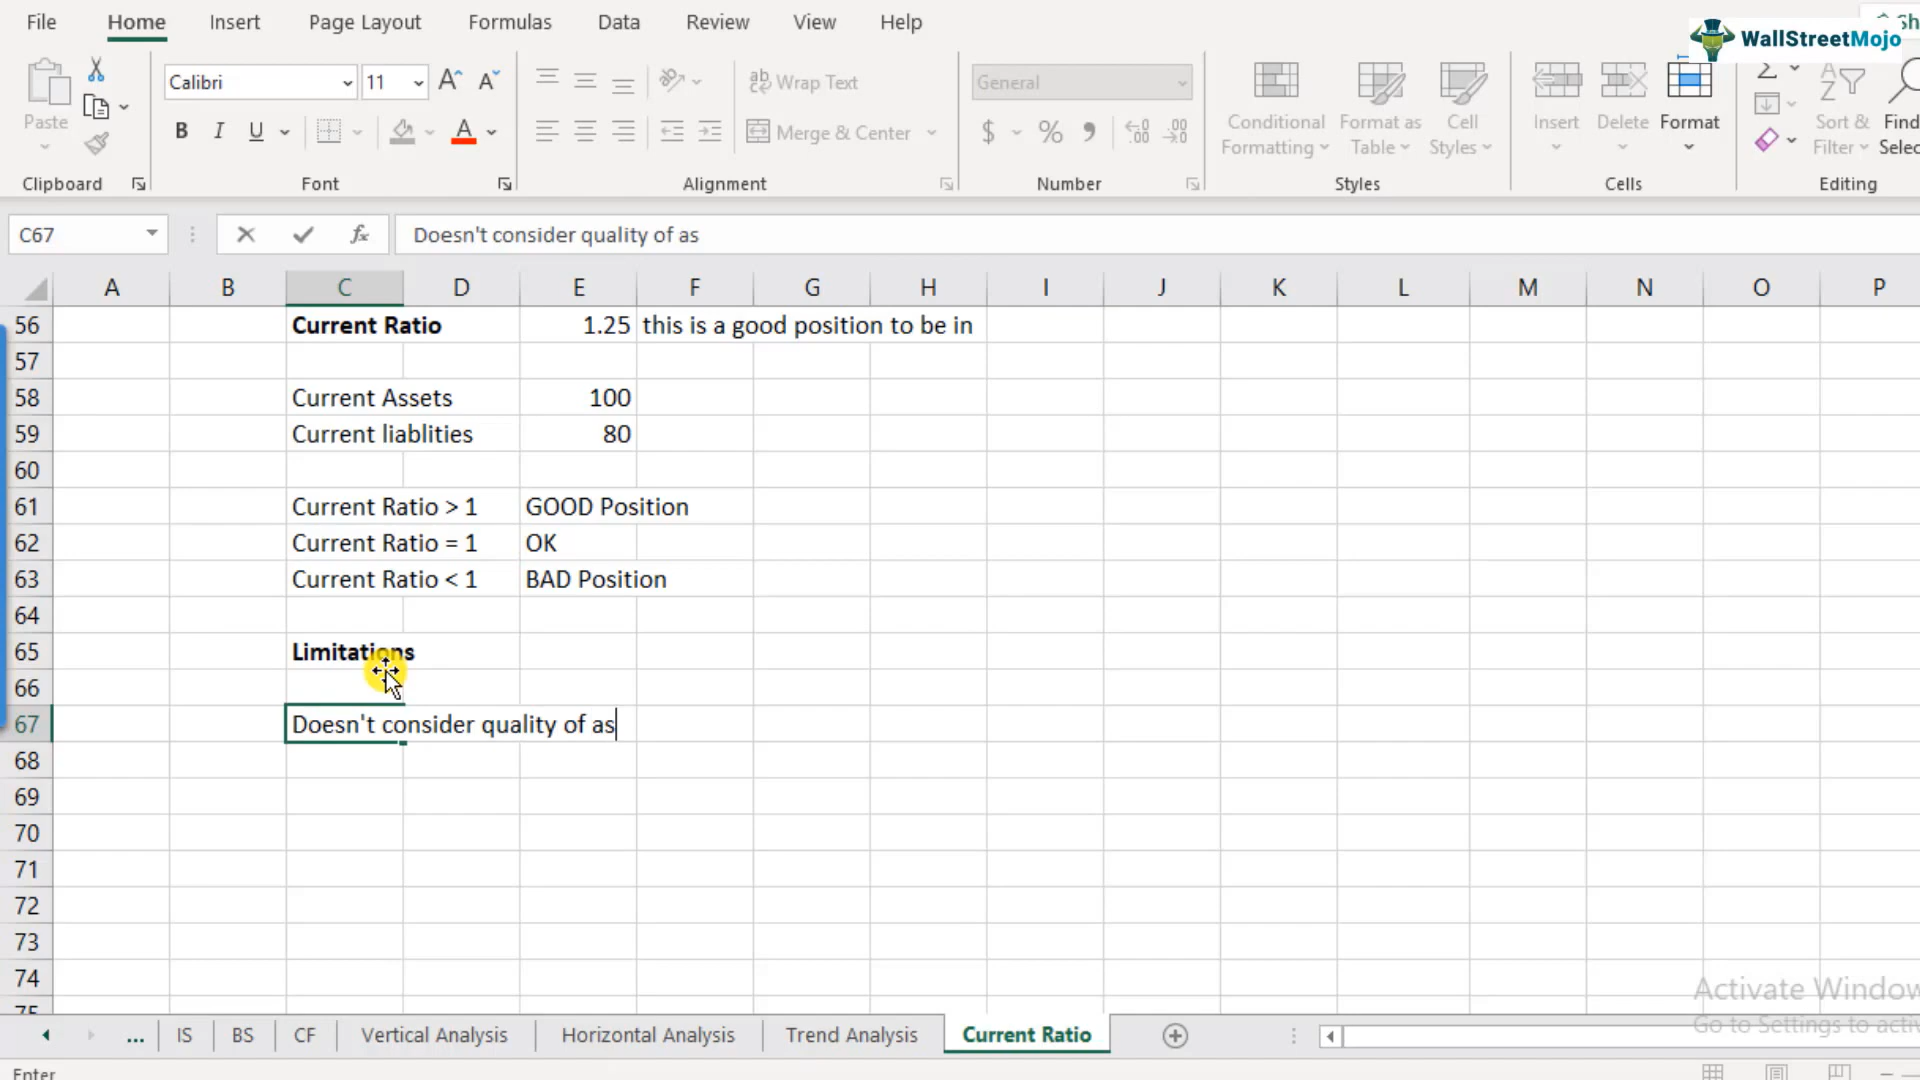 File Home Insert Page Layout Formulas Data Review View Help Sh
WallStreetMojo
Paste
Calibri 11 A A
B I U A
Wrap Text
Merge & Center
General
$ % 9
Conditional Formatting
Format as Table
Cell Styles
Insert Delete Format
Sort & Filter
Find
Selec
Clipboard Font Alignment Number Styles Cells Editing
C67 fx Doesn't consider quality of as
A B C D E F G H I J K L M N O P
56 Current Ratio 1.25 this is a good position to be in
57
58 Current Assets 100
59 Current liablities 80
60
61 Current Ratio > 1 GOOD Position
62 Current Ratio = 1 OK
63 Current Ratio < 1 BAD Position
64
65 Limitations
66
67 Doesn't consider quality of as
68
69
70
71
72
73
74
75
Activate Window
Go to Settings to activ
... IS BS CF Vertical Analysis Horizontal Analysis Trend Analysis Current Ratio
Enter